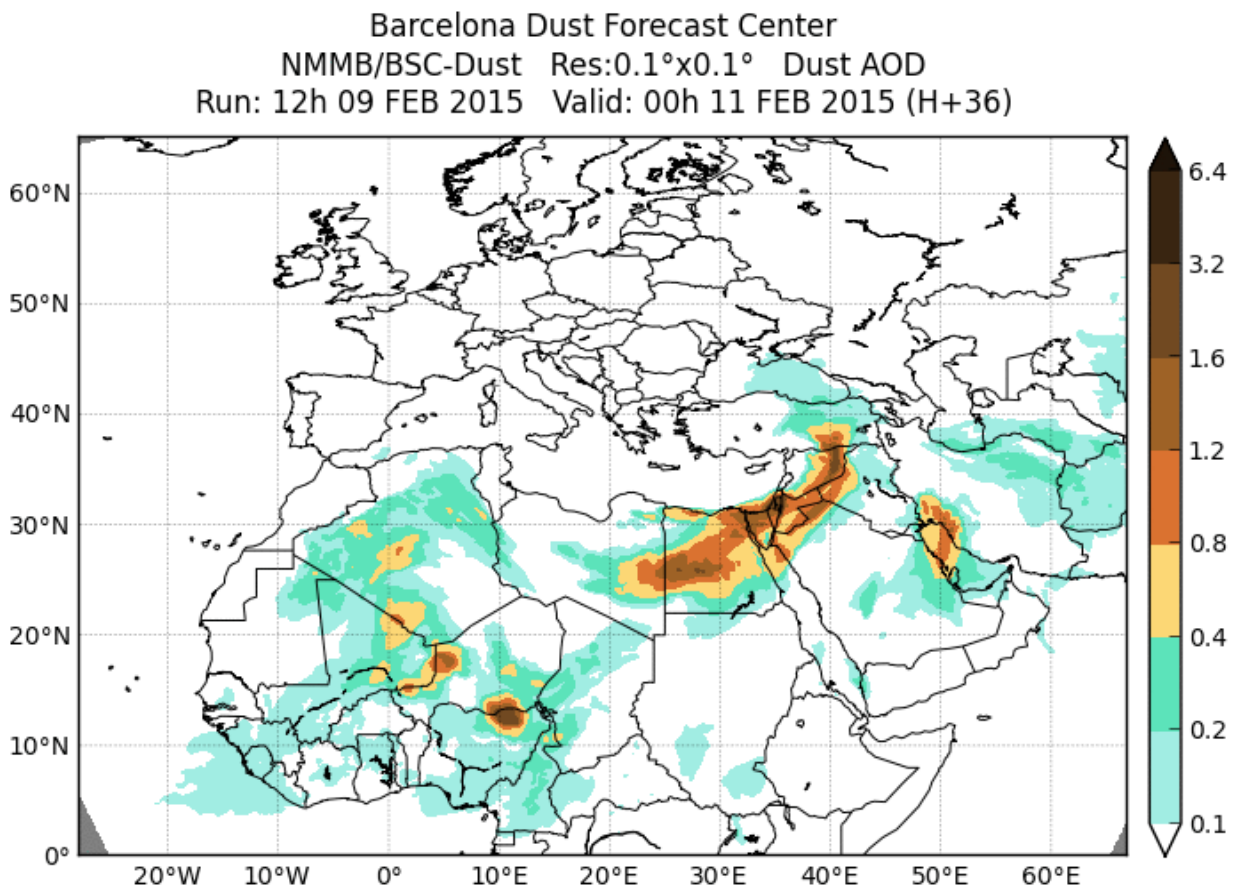 Barcelona Dust Forecast Center
NMMB/BSC-Dust   Res:0.1°x0.1°   Dust AOD
Run: 12h 09 FEB 2015   Valid: 00h 11 FEB 2015 (H+36)
60°N
50°N
40°N
30°N
20°N
10°N
0°
20°W
10°W
0°
10°E
20°E
30°E
40°E
50°E
60°E
6.4
3.2
1.6
1.2
0.8
0.4
0.2
0.1